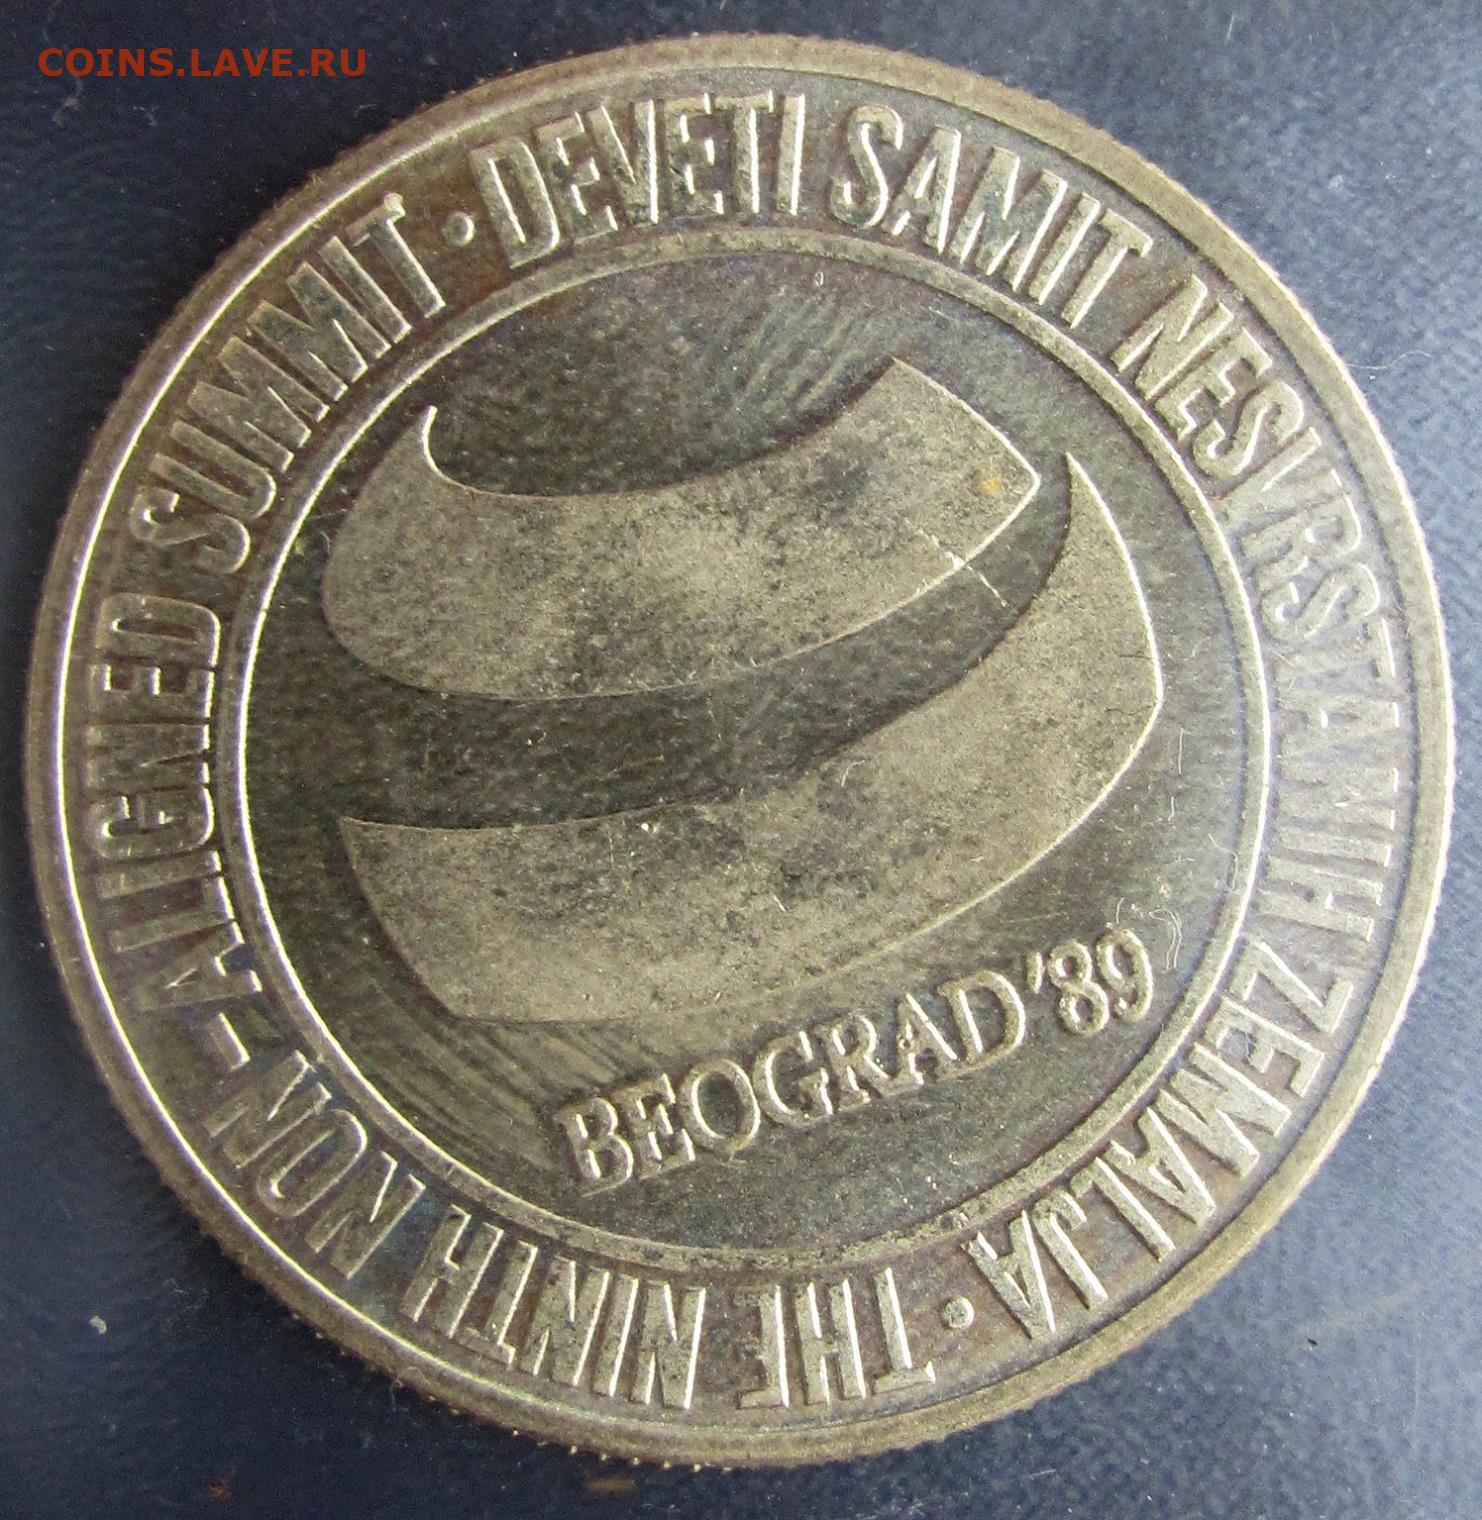 COINS.LAVE.RU
DEVETI SAMIT NESVRSTANIH ZEMALJA · THE NINTH NON-ALIGNED SUMMIT ·
BEOGRAD '89